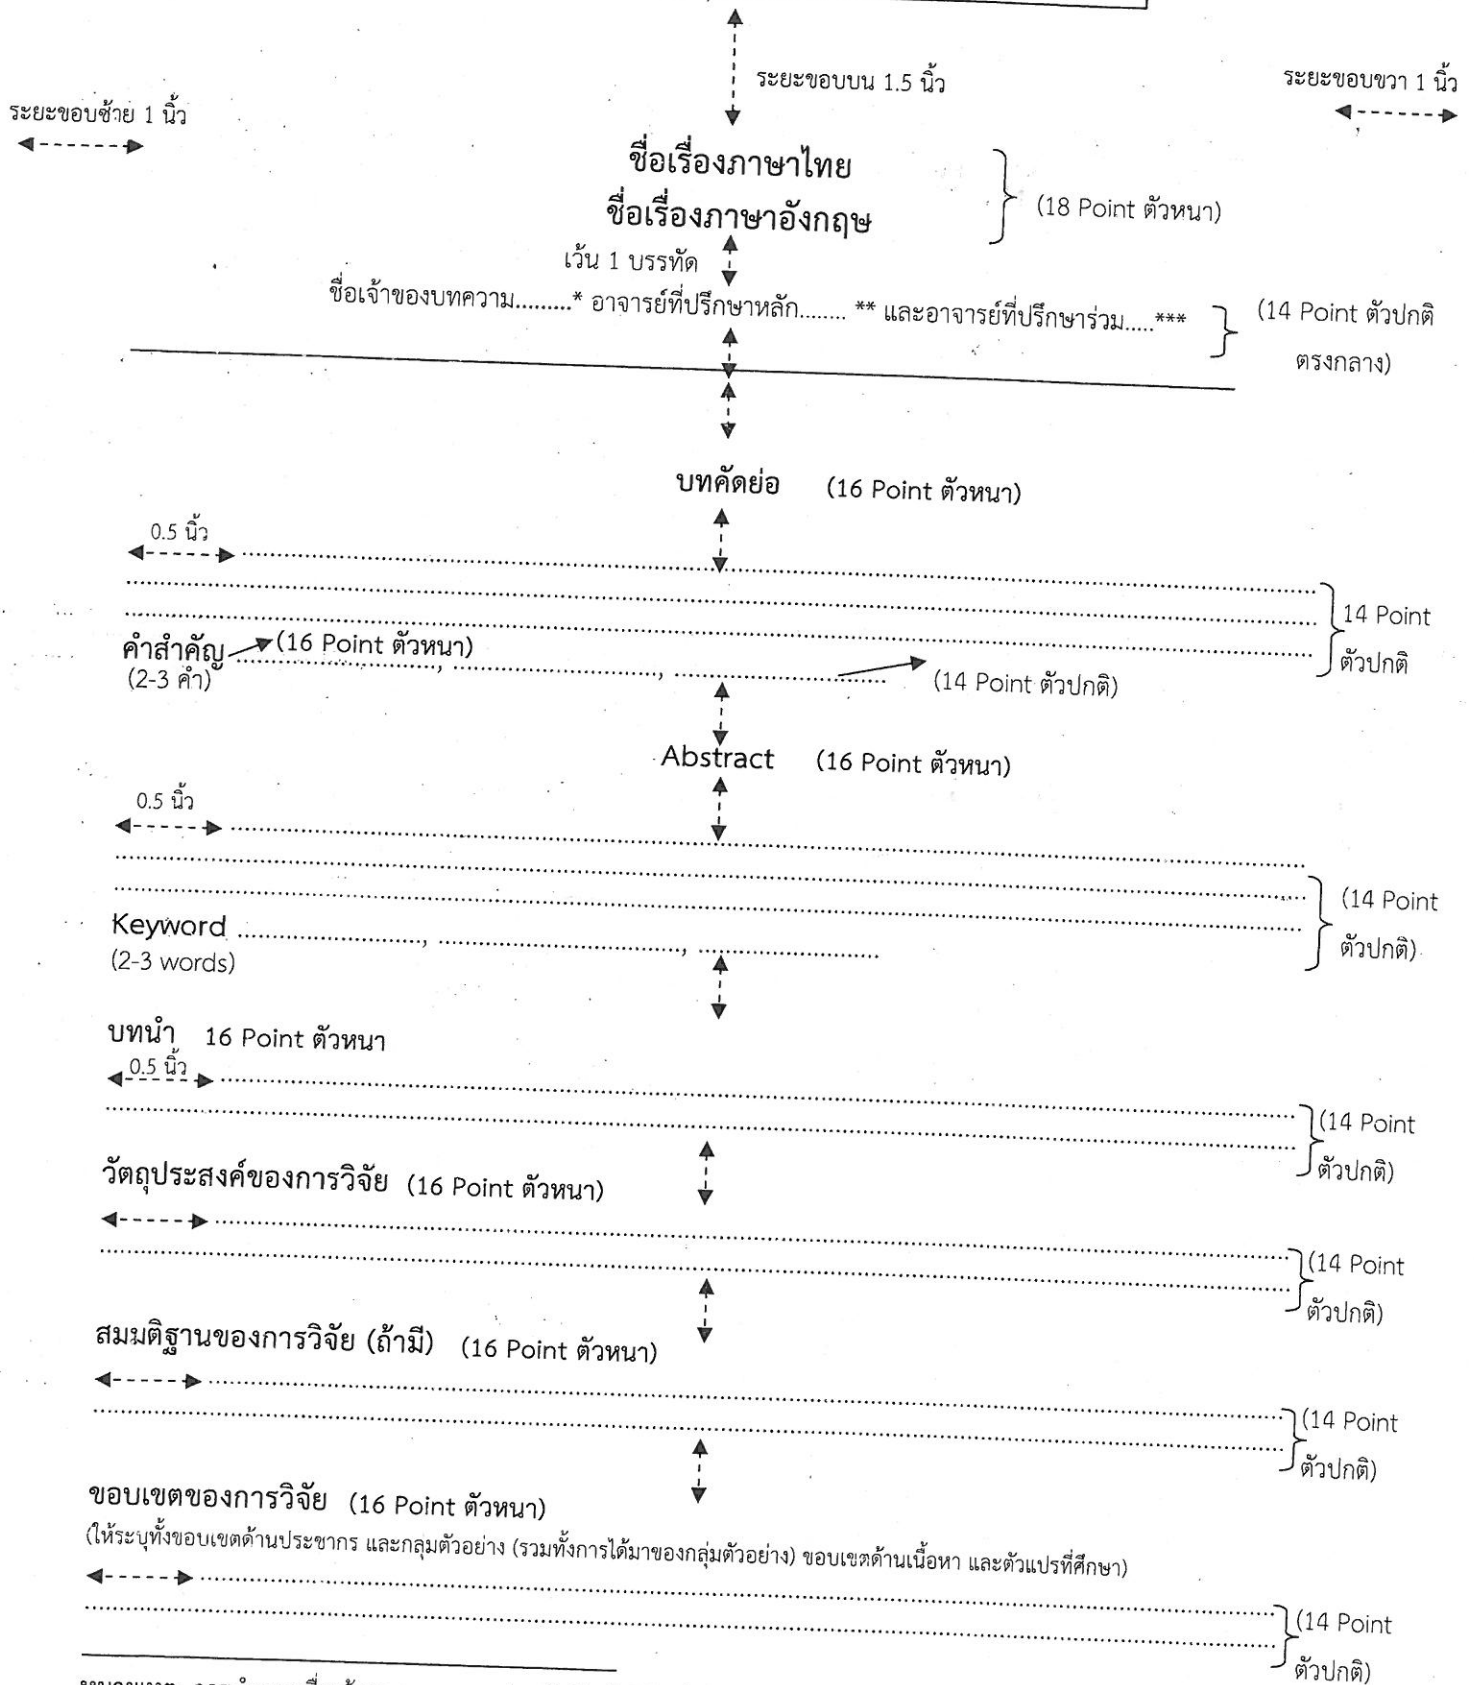 ระยะขอบบน 1.5 นิ้ว
ระยะขอบขวา 1 นิ้ว
ระยะขอบซ้าย 1 นิ้ว
ชื่อเรื่องภาษาไทย
ชื่อเรื่องภาษาอังกฤษ
(18 Point ตัวหนา)
เว้น 1 บรรทัด
ชื่อเจ้าของบทความ.........* อาจารย์ที่ปรึกษาหลัก........ ** และอาจารย์ที่ปรึกษาร่วม.....***
(14 Point ตัวปกติ
ตรงกลาง)
บทคัดย่อ (16 Point ตัวหนา)
0.5 นิ้ว
14 Point
ตัวปกติ
คำสำคัญ (16 Point ตัวหนา)
(2-3 คำ)
(14 Point ตัวปกติ)
Abstract (16 Point ตัวหนา)
0.5 นิ้ว
(14 Point
ตัวปกติ)
Keyword ........................., ................................., .........................
(2-3 words)
บทนำ 16 Point ตัวหนา
0.5 นิ้ว
(14 Point
ตัวปกติ)
วัตถุประสงค์ของการวิจัย (16 Point ตัวหนา)
(14 Point
ตัวปกติ)
สมมติฐานของการวิจัย (ถ้ามี) (16 Point ตัวหนา)
(14 Point
ตัวปกติ)
ขอบเขตของการวิจัย (16 Point ตัวหนา)
(ให้ระบุทั้งขอบเขตด้านประชากร และกลุ่มตัวอย่าง (รวมทั้งการได้มาของกลุ่มตัวอย่าง) ขอบเขตด้านเนื้อหา และตัวแปรที่ศึกษา)
(14 Point
ตัวปกติ)